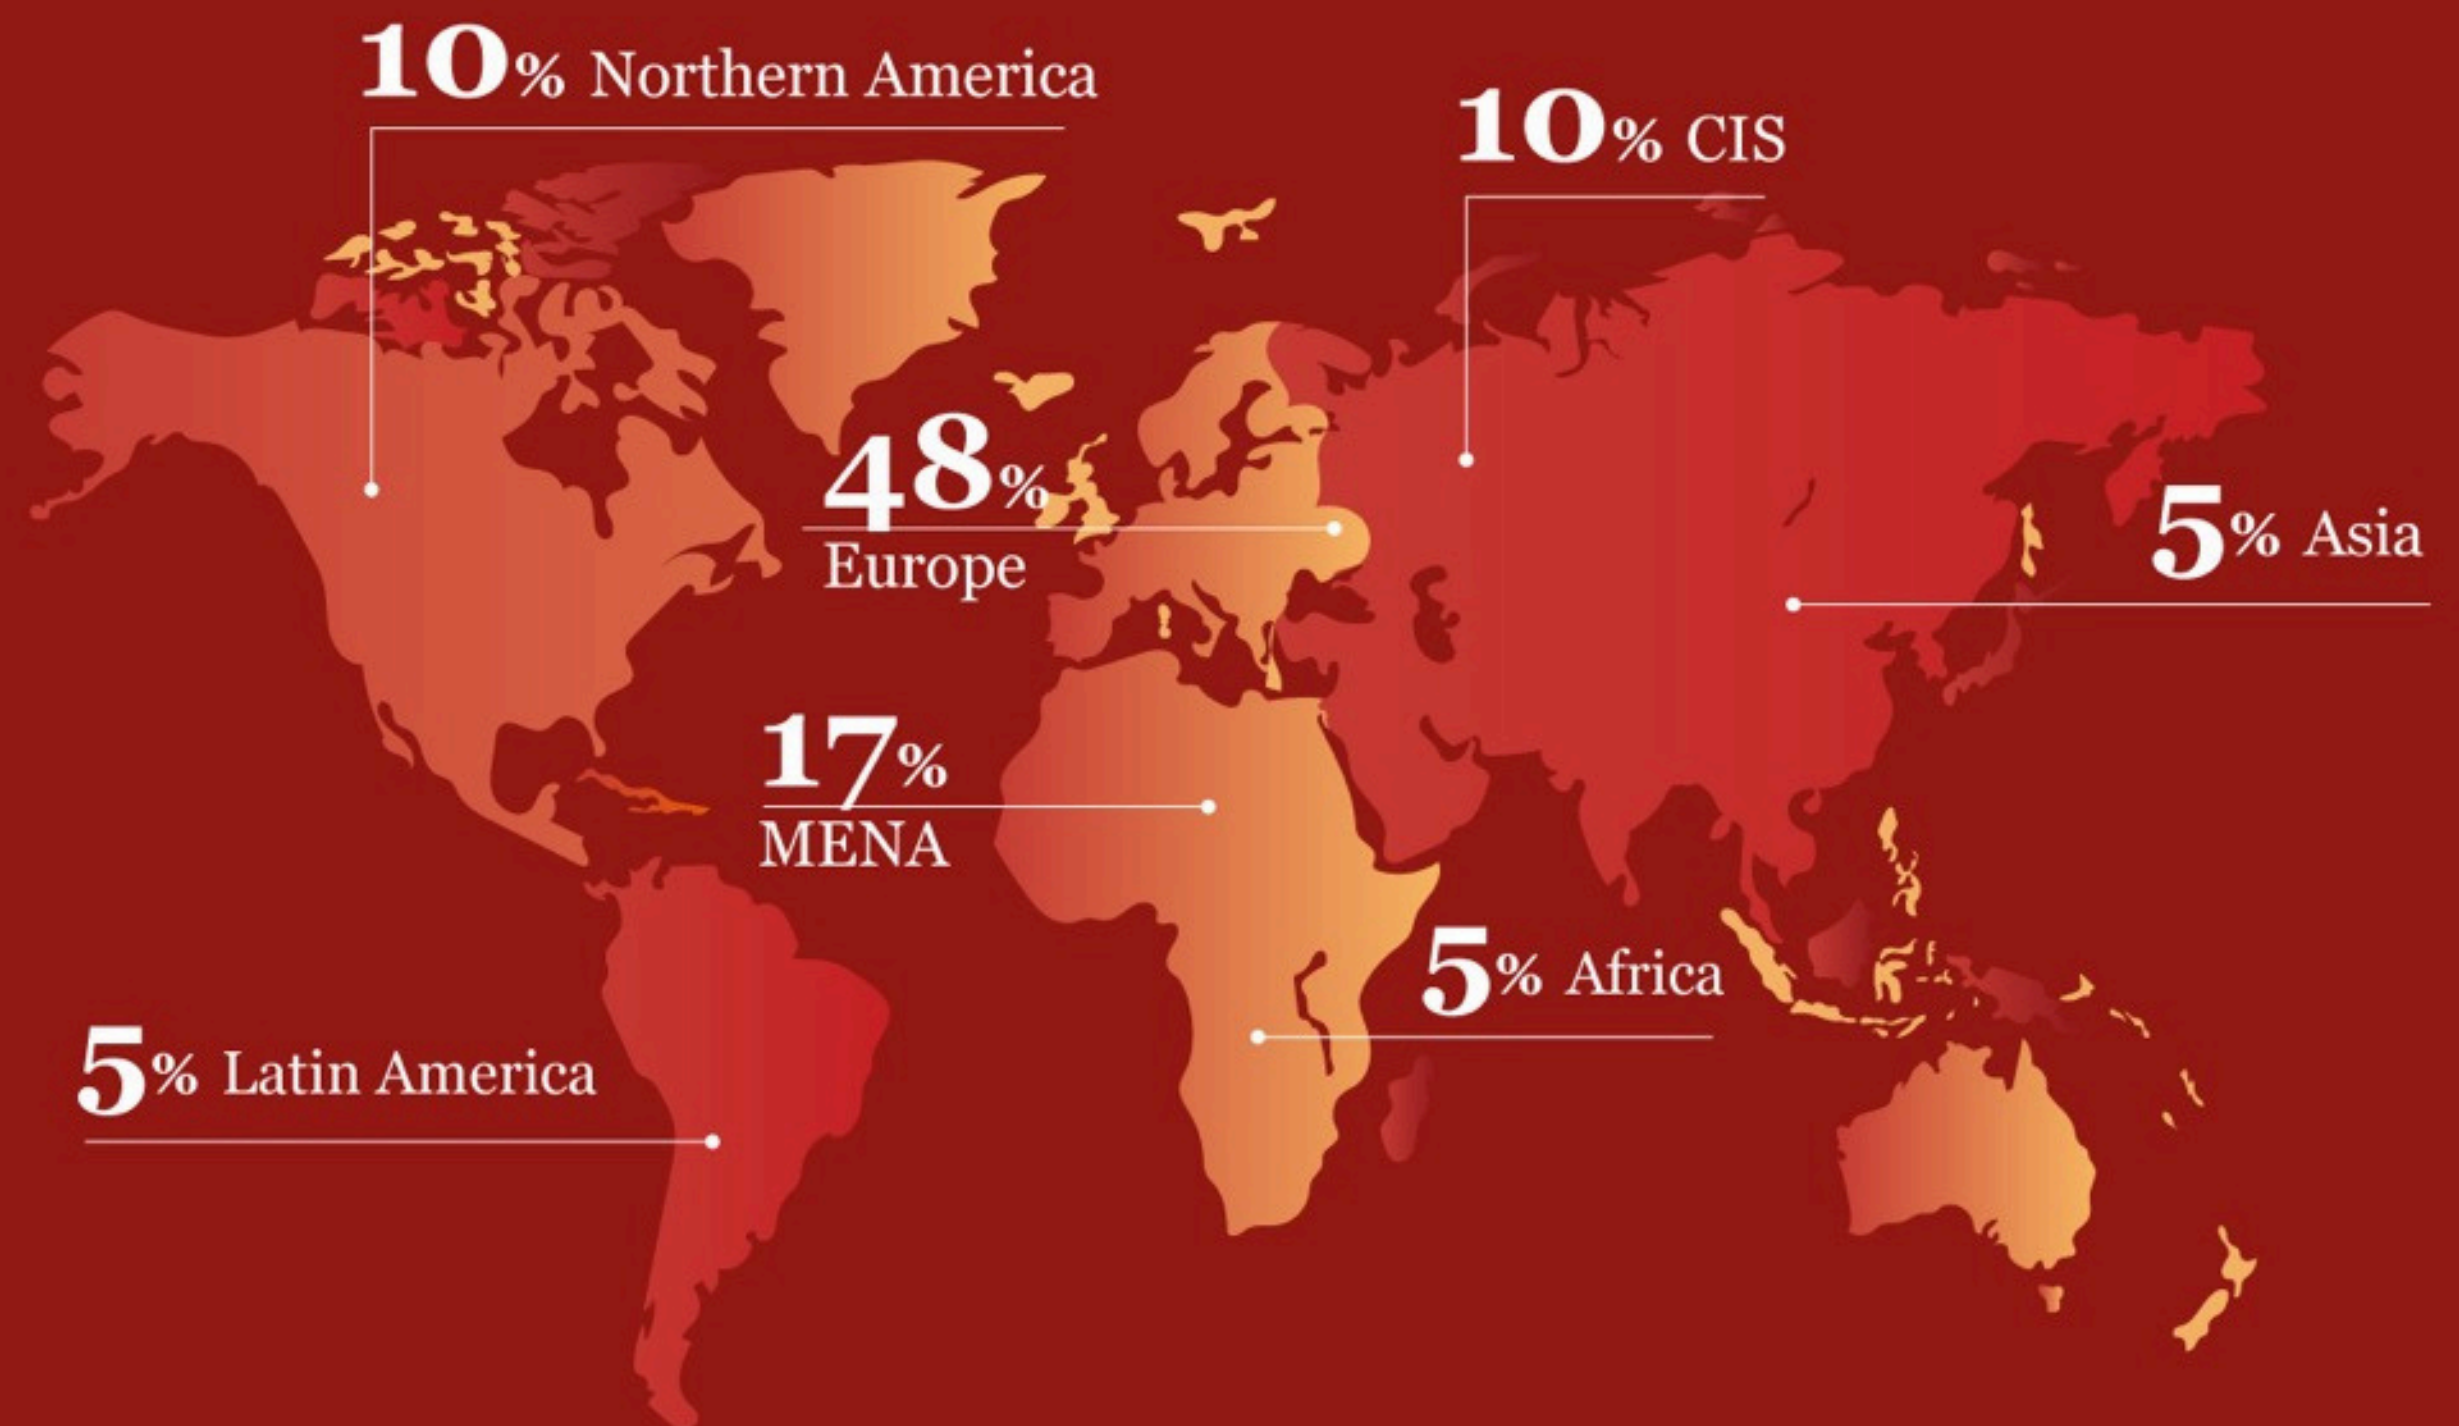 10% Northern America
10% CIS
48%
Europe
5% Asia
17%
MENA
5% Africa
5% Latin America